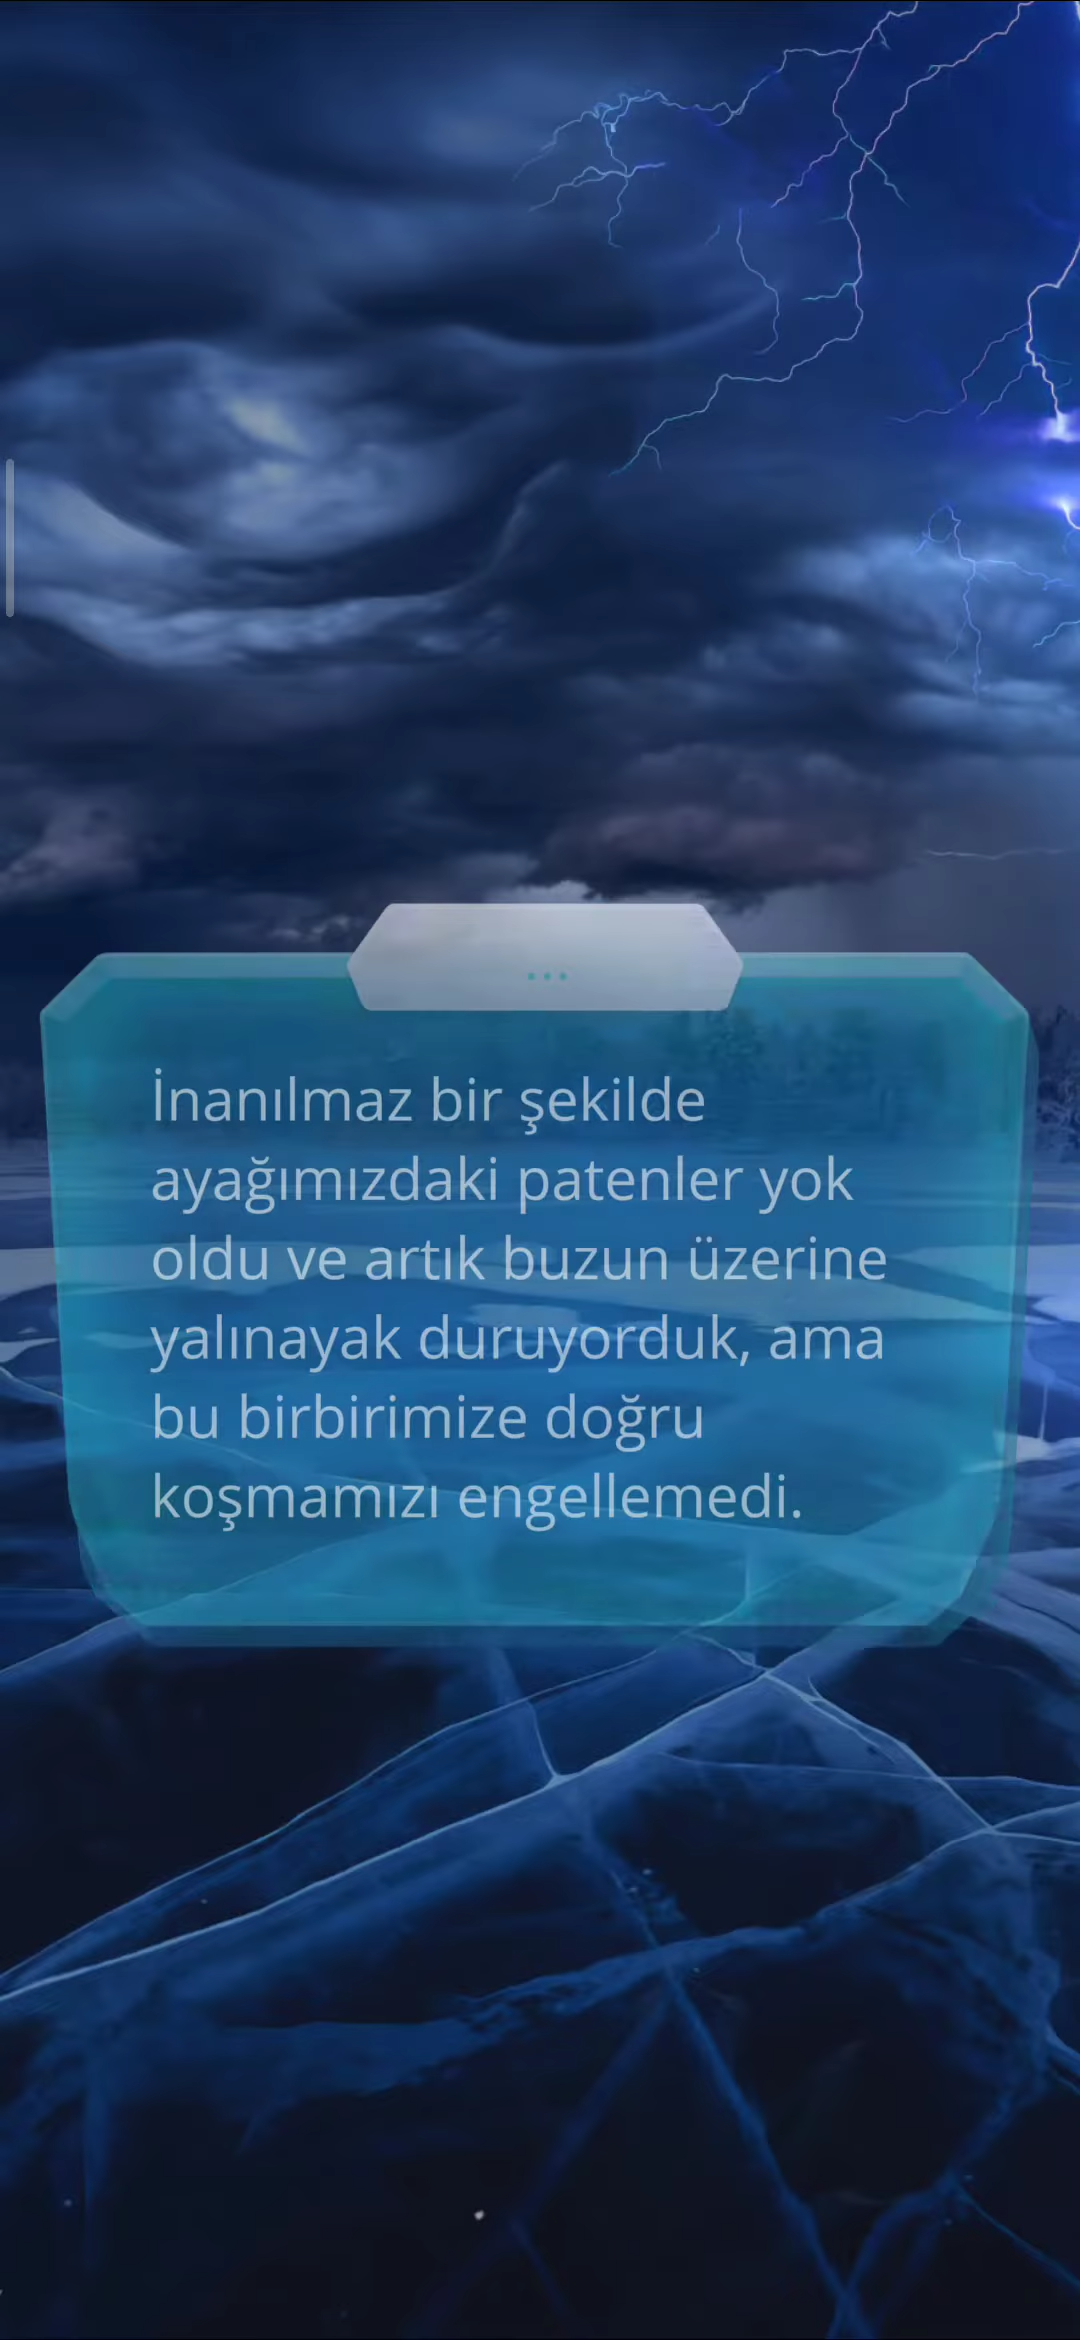 ...
İnanılmaz bir şekilde
ayağımızdaki patenler yok
oldu ve artık buzun üzerine
yalınayak duruyorduk, ama
bu birbirimize doğru
koşmamızı engellemedi.